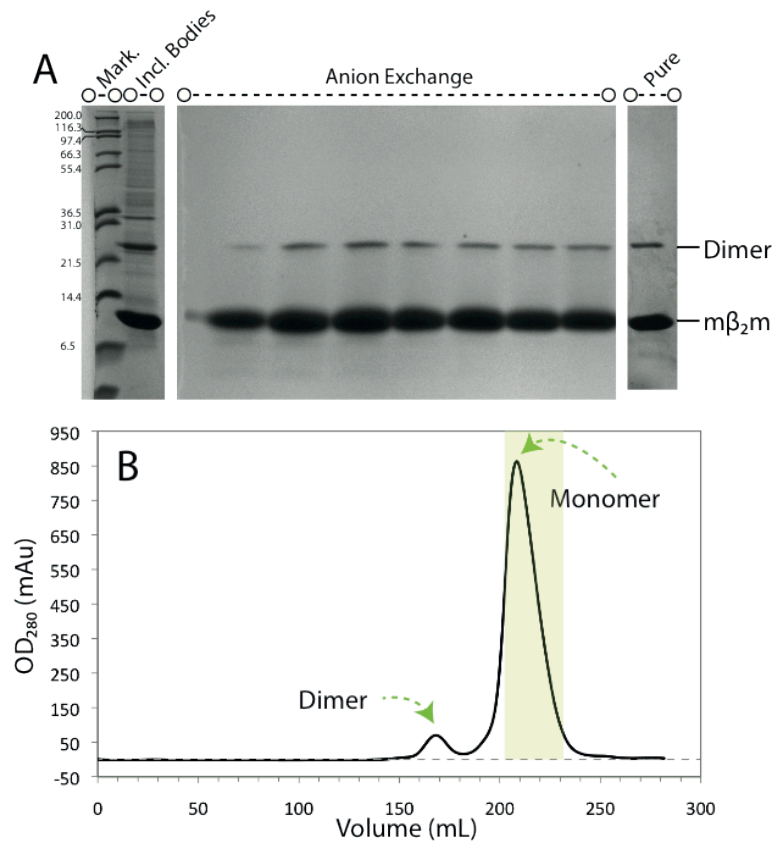 A
Mark.
Incl. Bodies
Anion Exchange
Pure
200.0
116.3
97.4
66.3
55.4
36.5
31.0
21.5
14.4
6.5
Dimer
mβ₂m
B
950
850
750
650
550
450
350
250
150
50
-50
OD₂₈₀ (mAu)
Monomer
Dimer
0 50 100 150 200 250 300
Volume (mL)